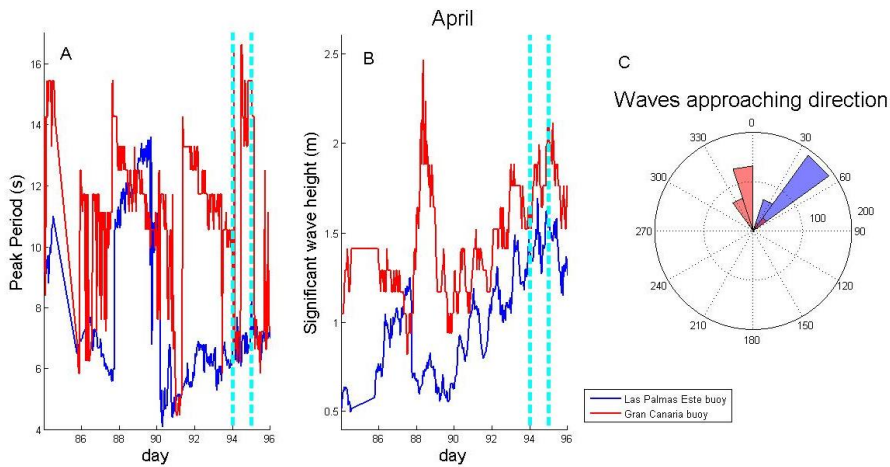 April
A
Peak Period (s)
16
14
12
10
8
6
4
84 86 88 90 92 94 96
day
B
Significant wave height (m)
2.5
2
1.5
1
0.5
84 86 88 90 92 94 96
day
C
Waves approaching direction
0
30
60
90
120
150
180
210
240
270
300
330
100
200
Las Palmas Este buoy
Gran Canaria buoy